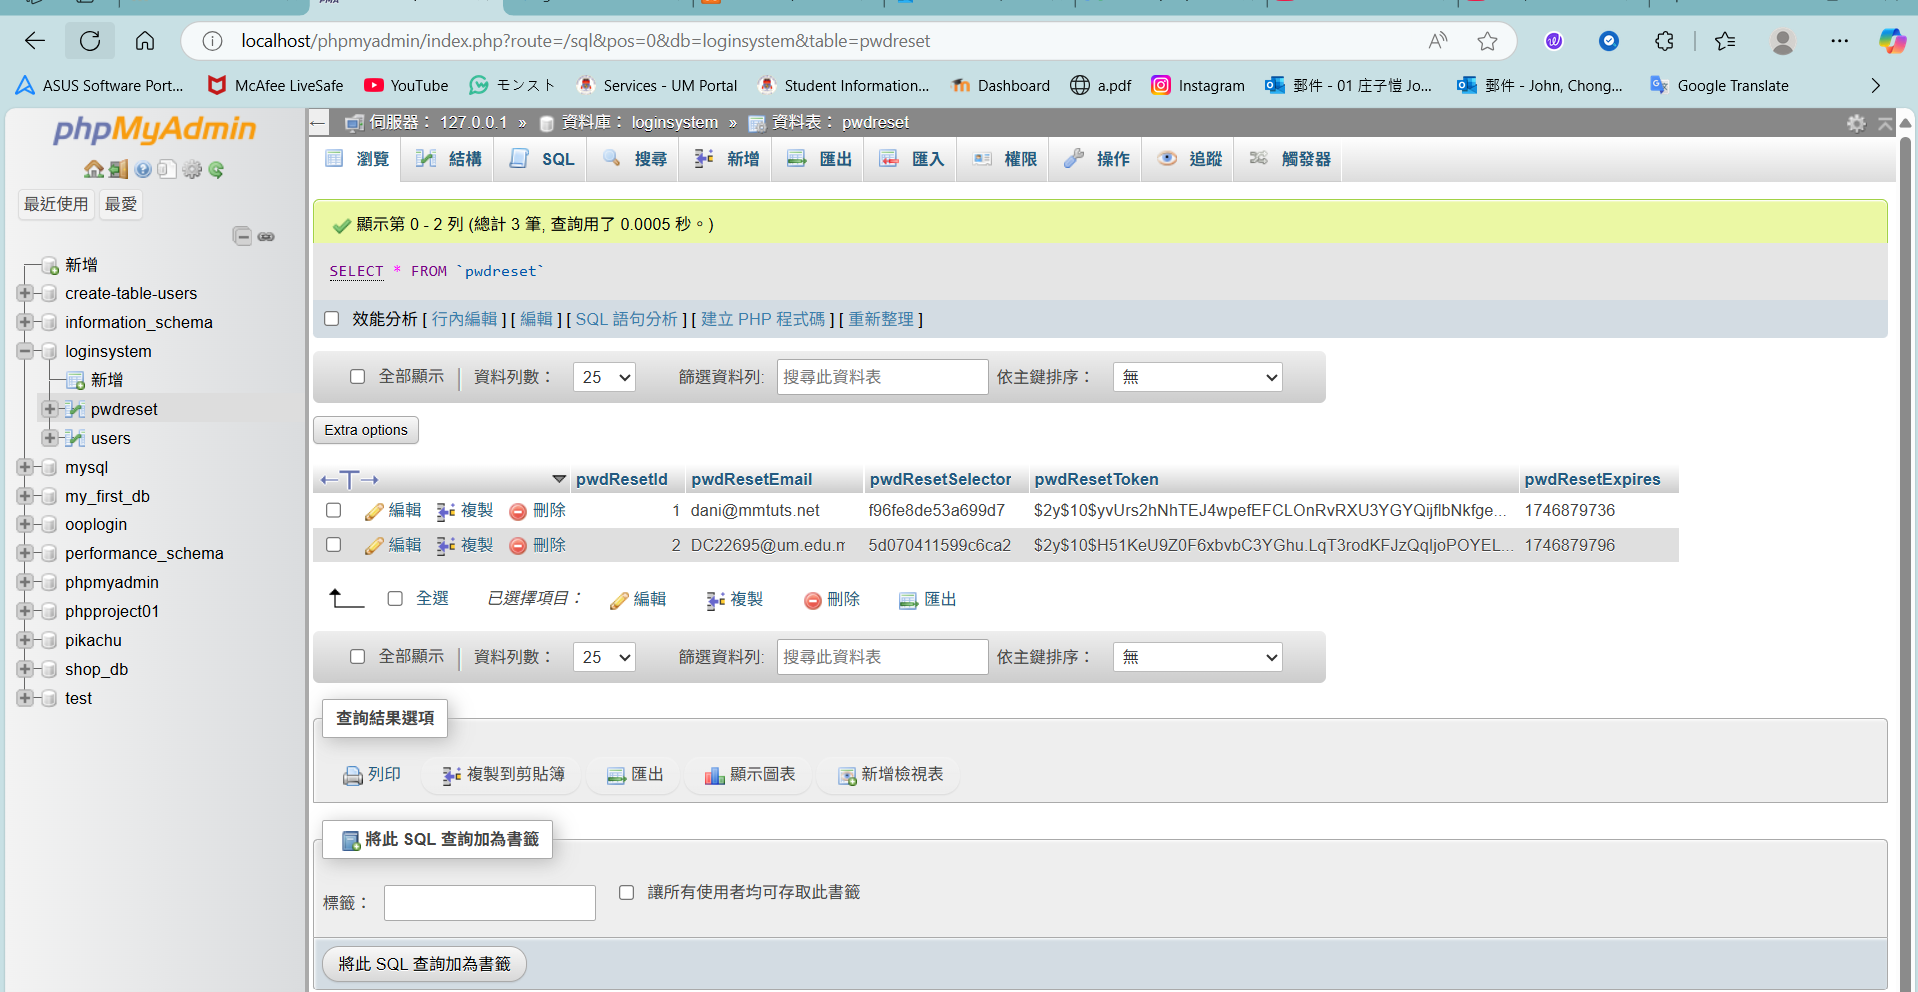 localhost/phpmyadmin/index.php?route=/sql&pos=0&db=loginsystem&table=pwdreset
ASUS Software Port... McAfee LiveSafe YouTube モンスト Services - UM Portal Student Information... Dashboard a.pdf Instagram 郵件 - 01 庄子愷 Jo... 郵件 - John, Chong... Google Translate
phpMyAdmin
最近使用 最愛
新增
create-table-users
information_schema
loginsystem
新增
pwdreset
users
mysql
my_first_db
ooplogin
performance_schema
phpmyadmin
phpproject01
pikachu
shop_db
test
伺服器： 127.0.0.1 » 資料庫： loginsystem » 資料表： pwdreset
瀏覽 結構 SQL 搜尋 新增 匯出 匯入 權限 操作 追蹤 觸發器
顯示第 0 - 2 列 (總計 3 筆, 查詢用了 0.0005 秒。)
SELECT * FROM `pwdreset`
效能分析 [ 行內編輯 ] [ 編輯 ] [ SQL 語句分析 ] [ 建立 PHP 程式碼 ] [ 重新整理 ]
全部顯示 資料列數： 25 篩選資料列: 搜尋此資料表 依主鍵排序： 無
Extra options
←T→ pwdResetId pwdResetEmail pwdResetSelector pwdResetToken pwdResetExpires
編輯 複製 刪除 1 dani@mmtuts.net f96fe8de53a699d7 $2y$10$yvUrs2hNhTEJ4wpefEFCLOnRvRXU3YGYQijflbNkfge... 1746879736
編輯 複製 刪除 2 DC22695@um.edu.m 5d070411599c6ca2 $2y$10$H51KeU9Z0F6xbvbC3YGhu.LqT3rodKFJzQqIjoPOYEL... 1746879796
全選 已選擇項目： 編輯 複製 刪除 匯出
全部顯示 資料列數： 25 篩選資料列: 搜尋此資料表 依主鍵排序： 無
查詢結果選項
列印 複製到剪貼簿 匯出 顯示圖表 新增檢視表
將此 SQL 查詢加為書籤
標籤： 讓所有使用者均可存取此書籤
將此 SQL 查詢加為書籤